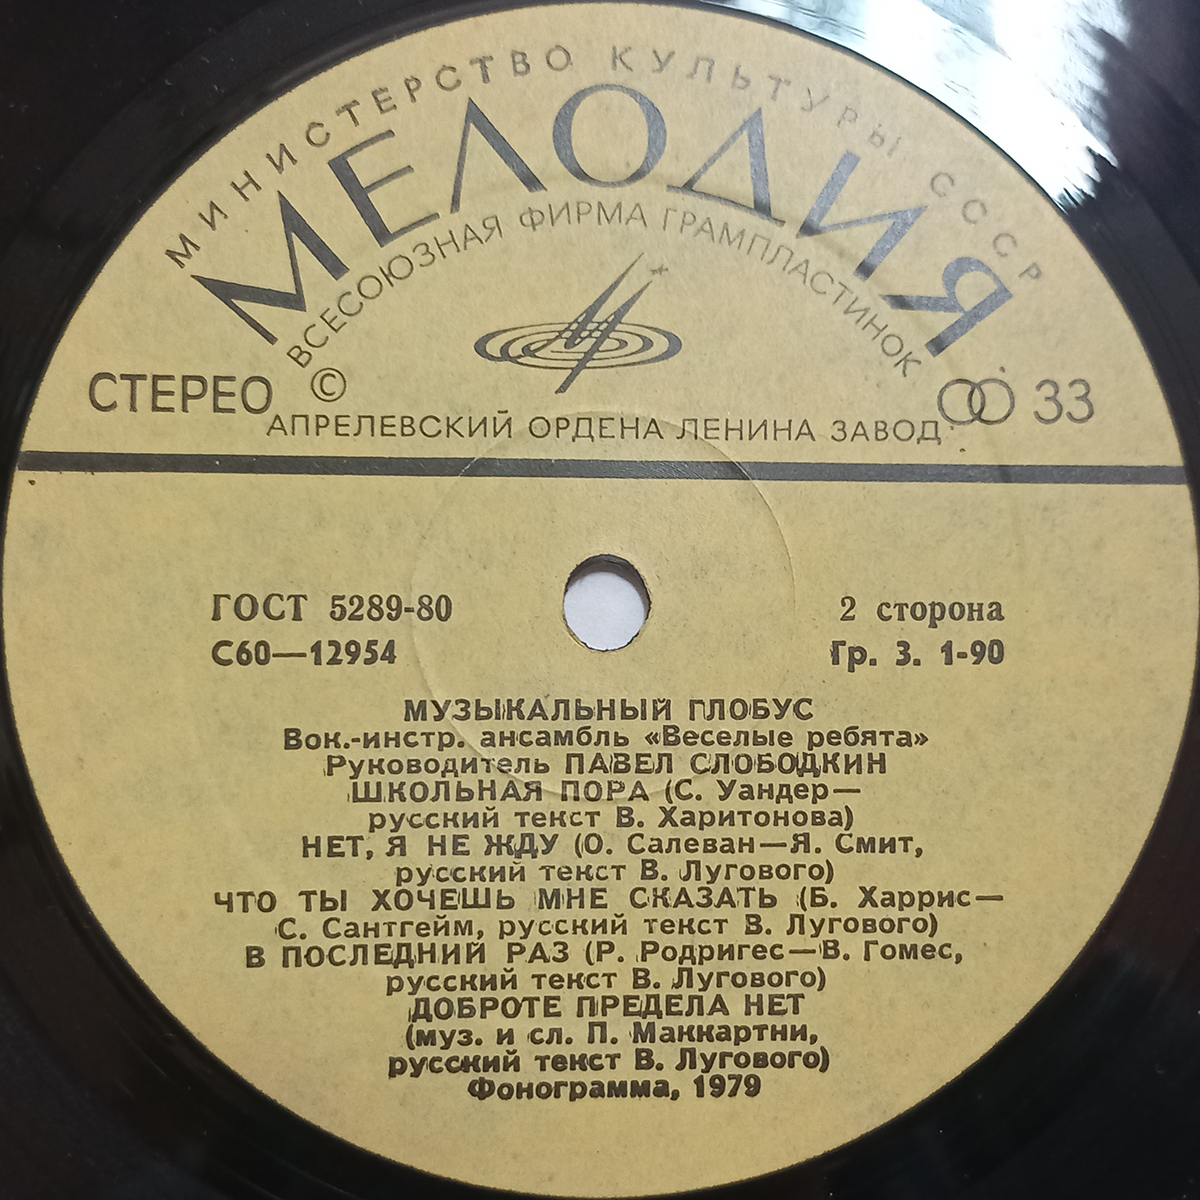 МИНИСТЕРСТВО КУЛЬТУРЫ СССР
МЕЛОДИЯ
ВСЕСОЮЗНАЯ ФИРМА ГРАМПЛАСТИНОК
СТЕРЕО © 33
АПРЕЛЕВСКИЙ ОРДЕНА ЛЕНИНА ЗАВОД
ГОСТ 5289-80 2 сторона
С60—12954 Гр. 3. 1-90
МУЗЫКАЛЬНЫЙ ГЛОБУС
Вок.-инстр. ансамбль «Веселые ребята»
Руководитель ПАВЕЛ СЛОБОДКИН
ШКОЛЬНАЯ ПОРА (С. Уандер—
русский текст В. Харитонова)
НЕТ, Я НЕ ЖДУ (О. Салеван—Я. Смит,
русский текст В. Лугового)
ЧТО ТЫ ХОЧЕШЬ МНЕ СКАЗАТЬ (Б. Харрис—
С. Сантгейм, русский текст В. Лугового)
В ПОСЛЕДНИЙ РАЗ (Р. Родригес—В. Гомес,
русский текст В. Лугового)
ДОБРОТЕ ПРЕДЕЛА НЕТ
(муз. и сл. П. Маккартни,
русский текст В. Лугового)
Фонограмма, 1979